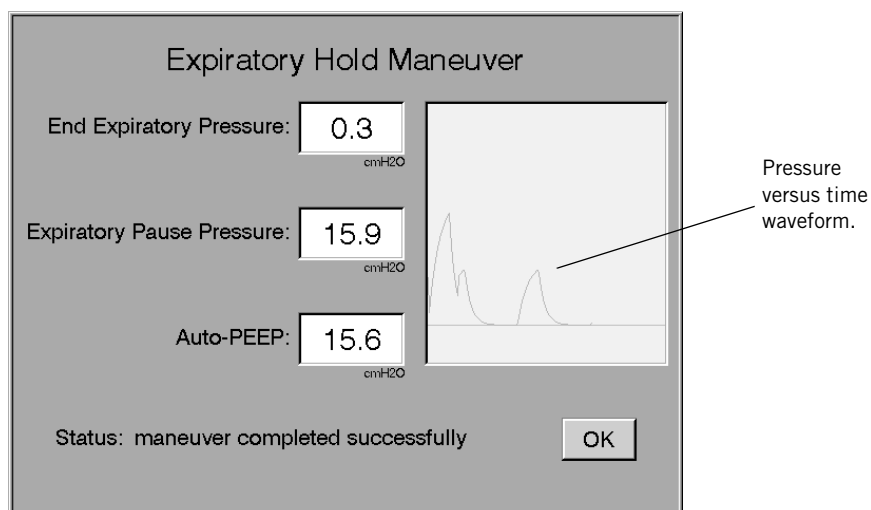 Expiratory Hold Maneuver
End Expiratory Pressure: 0.3
cmH2O
Expiratory Pause Pressure: 15.9
cmH2O
Auto-PEEP: 15.6
cmH2O
Pressure
versus time
waveform.
Status: maneuver completed successfully
OK